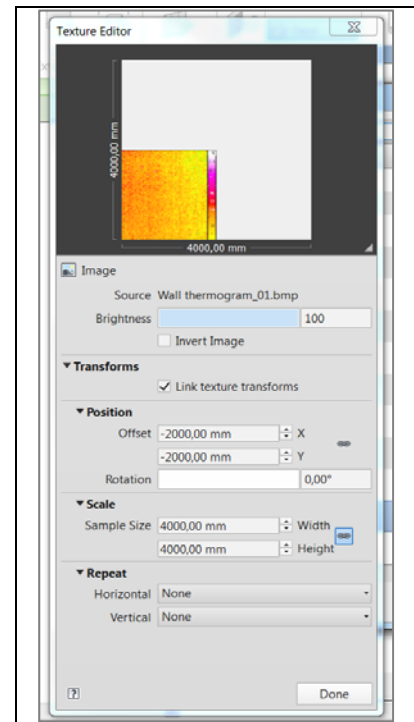 Texture Editor
4000,00 mm
4000,00 mm
Image
Source Wall thermogram_01.bmp
Brightness 100
Invert Image
Transforms
Link texture transforms
Position
Offset -2000,00 mm X
-2000,00 mm Y
Rotation 0,00°
Scale
Sample Size 4000,00 mm Width
4000,00 mm Height
Repeat
Horizontal None
Vertical None
? Done